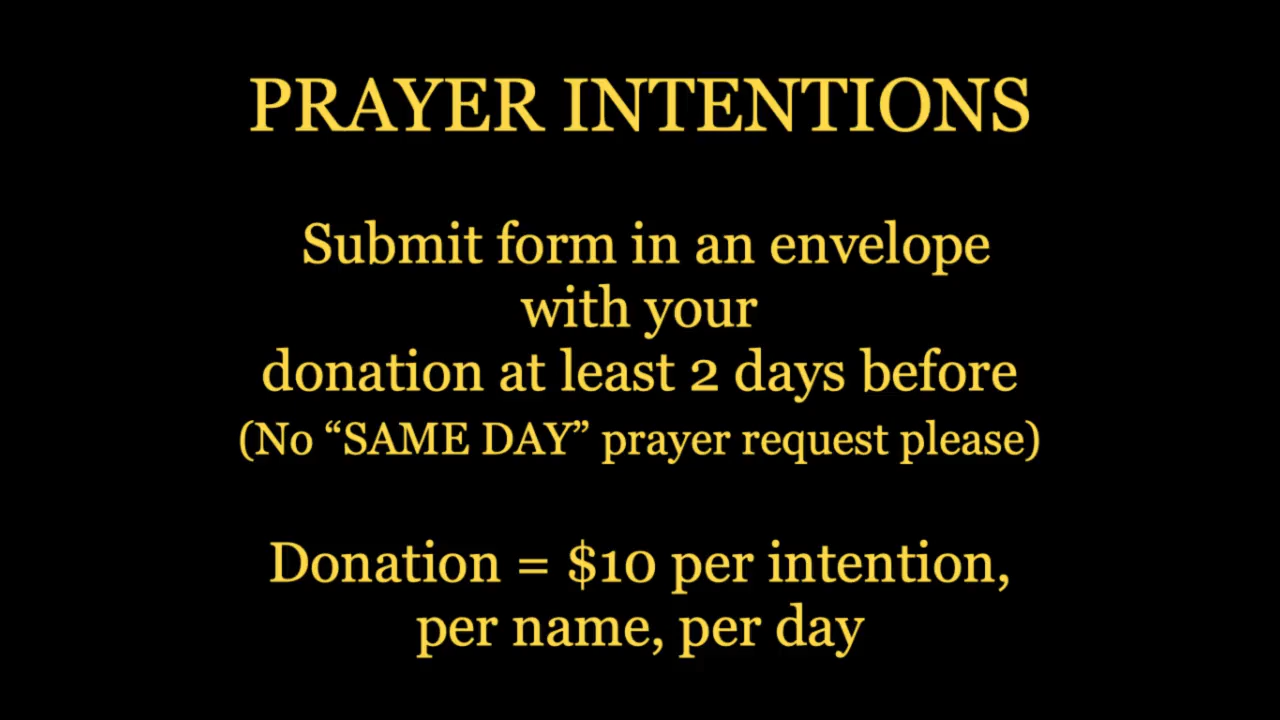 PRAYER INTENTIONS
Submit form in an envelope
with your
donation at least 2 days before
(No “SAME DAY” prayer request please)
Donation = $10 per intention,
per name, per day